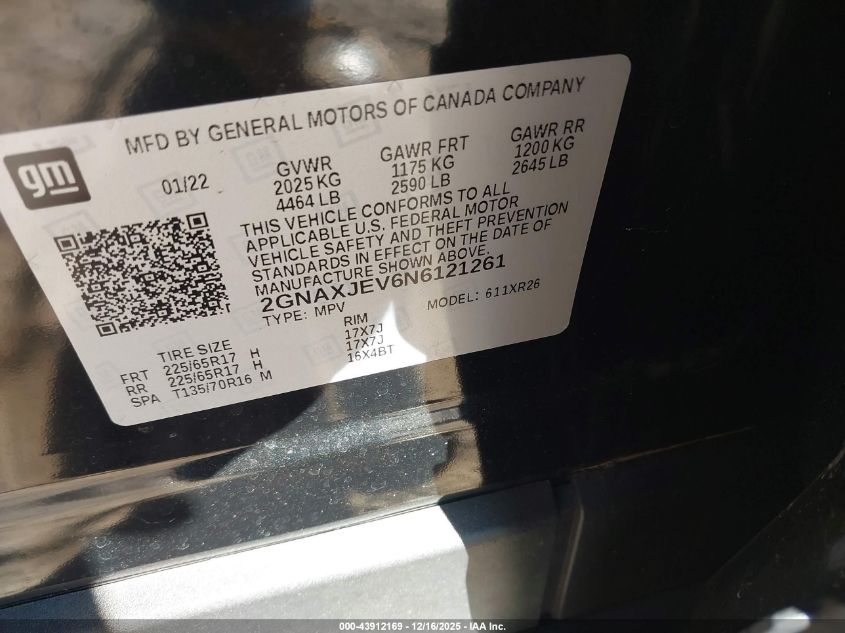 gm
MFD BY GENERAL MOTORS OF CANADA COMPANY
01/22
GVWR
2025 KG
4464 LB
GAWR FRT
1175 KG
2590 LB
GAWR RR
1200 KG
2645 LB
THIS VEHICLE CONFORMS TO ALL
APPLICABLE U.S. FEDERAL MOTOR
VEHICLE SAFETY AND THEFT PREVENTION
STANDARDS IN EFFECT ON THE DATE OF
MANUFACTURE SHOWN ABOVE.
2GNAXJEV6N6121261
TYPE: MPV MODEL: 611XR26
TIRE SIZE RIM
FRT 225/65R17 H 17X7J
RR 225/65R17 H 17X7J
SPA T135/70R16 M 16X4BT
000-43912169 - 12/16/2025 - IAA Inc.